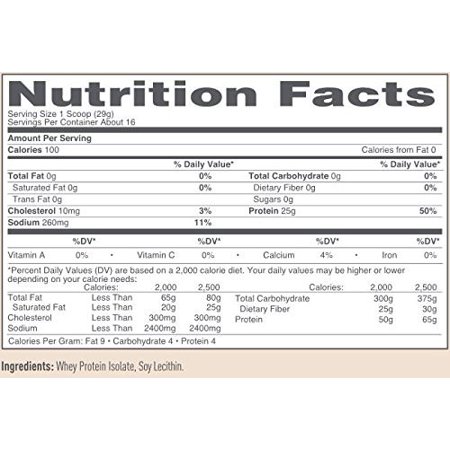 Nutrition Facts
Serving Size 1 Scoop (29g)
Servings Per Container About 16
Amount Per Serving
Calories 100 Calories from Fat 0
% Daily Value* % Daily Value*
Total Fat 0g 0% Total Carbohydrate 0g 0%
Saturated Fat 0g 0% Dietary Fiber 0g 0%
Trans Fat 0g Sugars 0g
Cholesterol 10mg 3% Protein 25g 50%
Sodium 260mg 11%
%DV* %DV* %DV* %DV*
Vitamin A 0% • Vitamin C 0% • Calcium 4% • Iron 0%
*Percent Daily Values (DV) are based on a 2,000 calorie diet. Your daily values may be higher or lower
depending on your calorie needs:
Calories: 2,000 2,500 Calories: 2,000 2,500
Total Fat Less Than 65g 80g Total Carbohydrate 300g 375g
Saturated Fat Less Than 20g 25g Dietary Fiber 25g 30g
Cholesterol Less Than 300mg 300mg Protein 50g 65g
Sodium Less Than 2400mg 2400mg
Calories Per Gram: Fat 9 • Carbohydrate 4 • Protein 4
Ingredients: Whey Protein Isolate, Soy Lecithin.